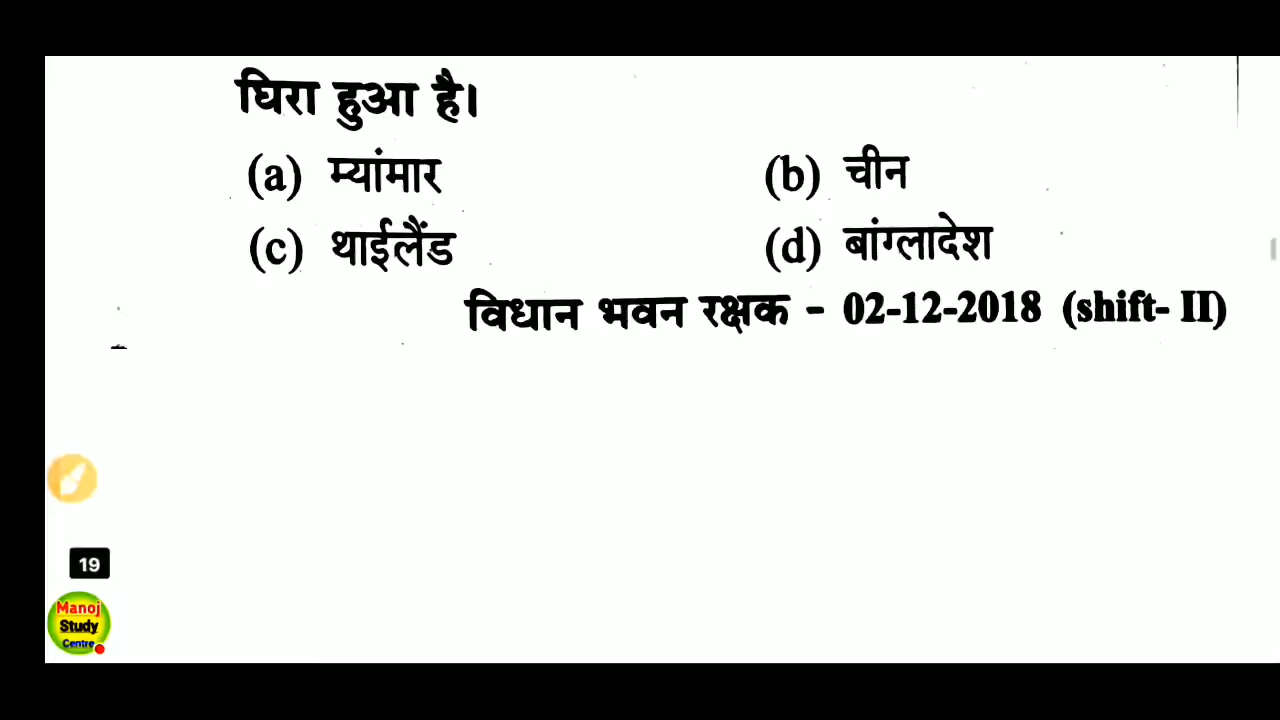 घिरा हुआ है।
(a) म्यांमार (b) चीन
(c) थाईलैंड (d) बांग्लादेश
विधान भवन रक्षक - 02-12-2018 (shift- II)
19
Manoj
Study
Centre